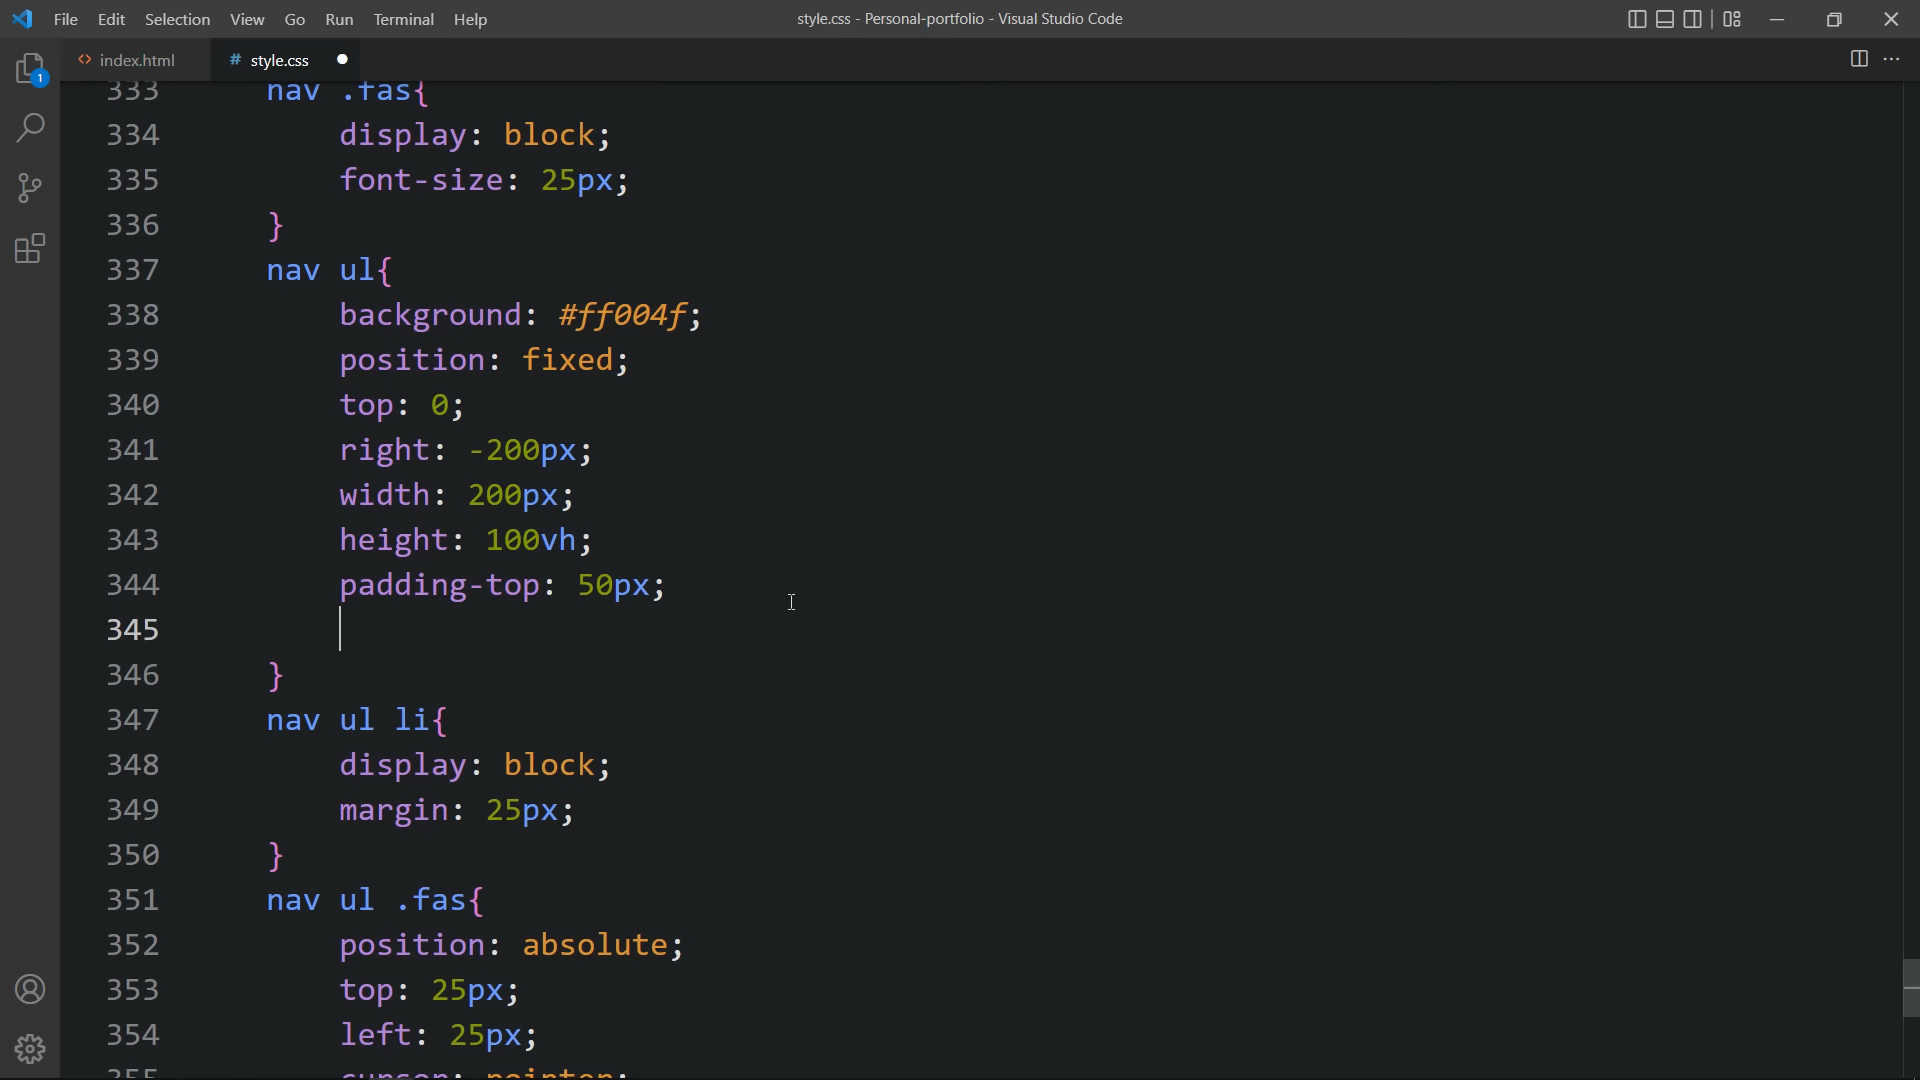 File Edit Selection View Go Run Terminal Help
style.css - Personal-portfolio - Visual Studio Code
<> index.html
# style.css
1
333 nav .fas{
334 display: block;
335 font-size: 25px;
336 }
337 nav ul{
338 background: #ff004f;
339 position: fixed;
340 top: 0;
341 right: -200px;
342 width: 200px;
343 height: 100vh;
344 padding-top: 50px;
345
346 }
347 nav ul li{
348 display: block;
349 margin: 25px;
350 }
351 nav ul .fas{
352 position: absolute;
353 top: 25px;
354 left: 25px;
355 cursor: pointer;